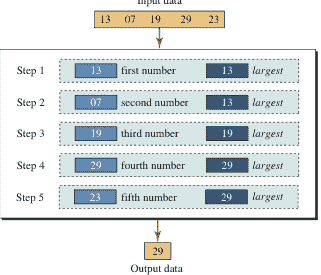 Input data
13 07 19 29 23
Step 1 13 first number 13 largest
Step 2 07 second number 13 largest
Step 3 19 third number 19 largest
Step 4 29 fourth number 29 largest
Step 5 23 fifth number 29 largest
29
Output data